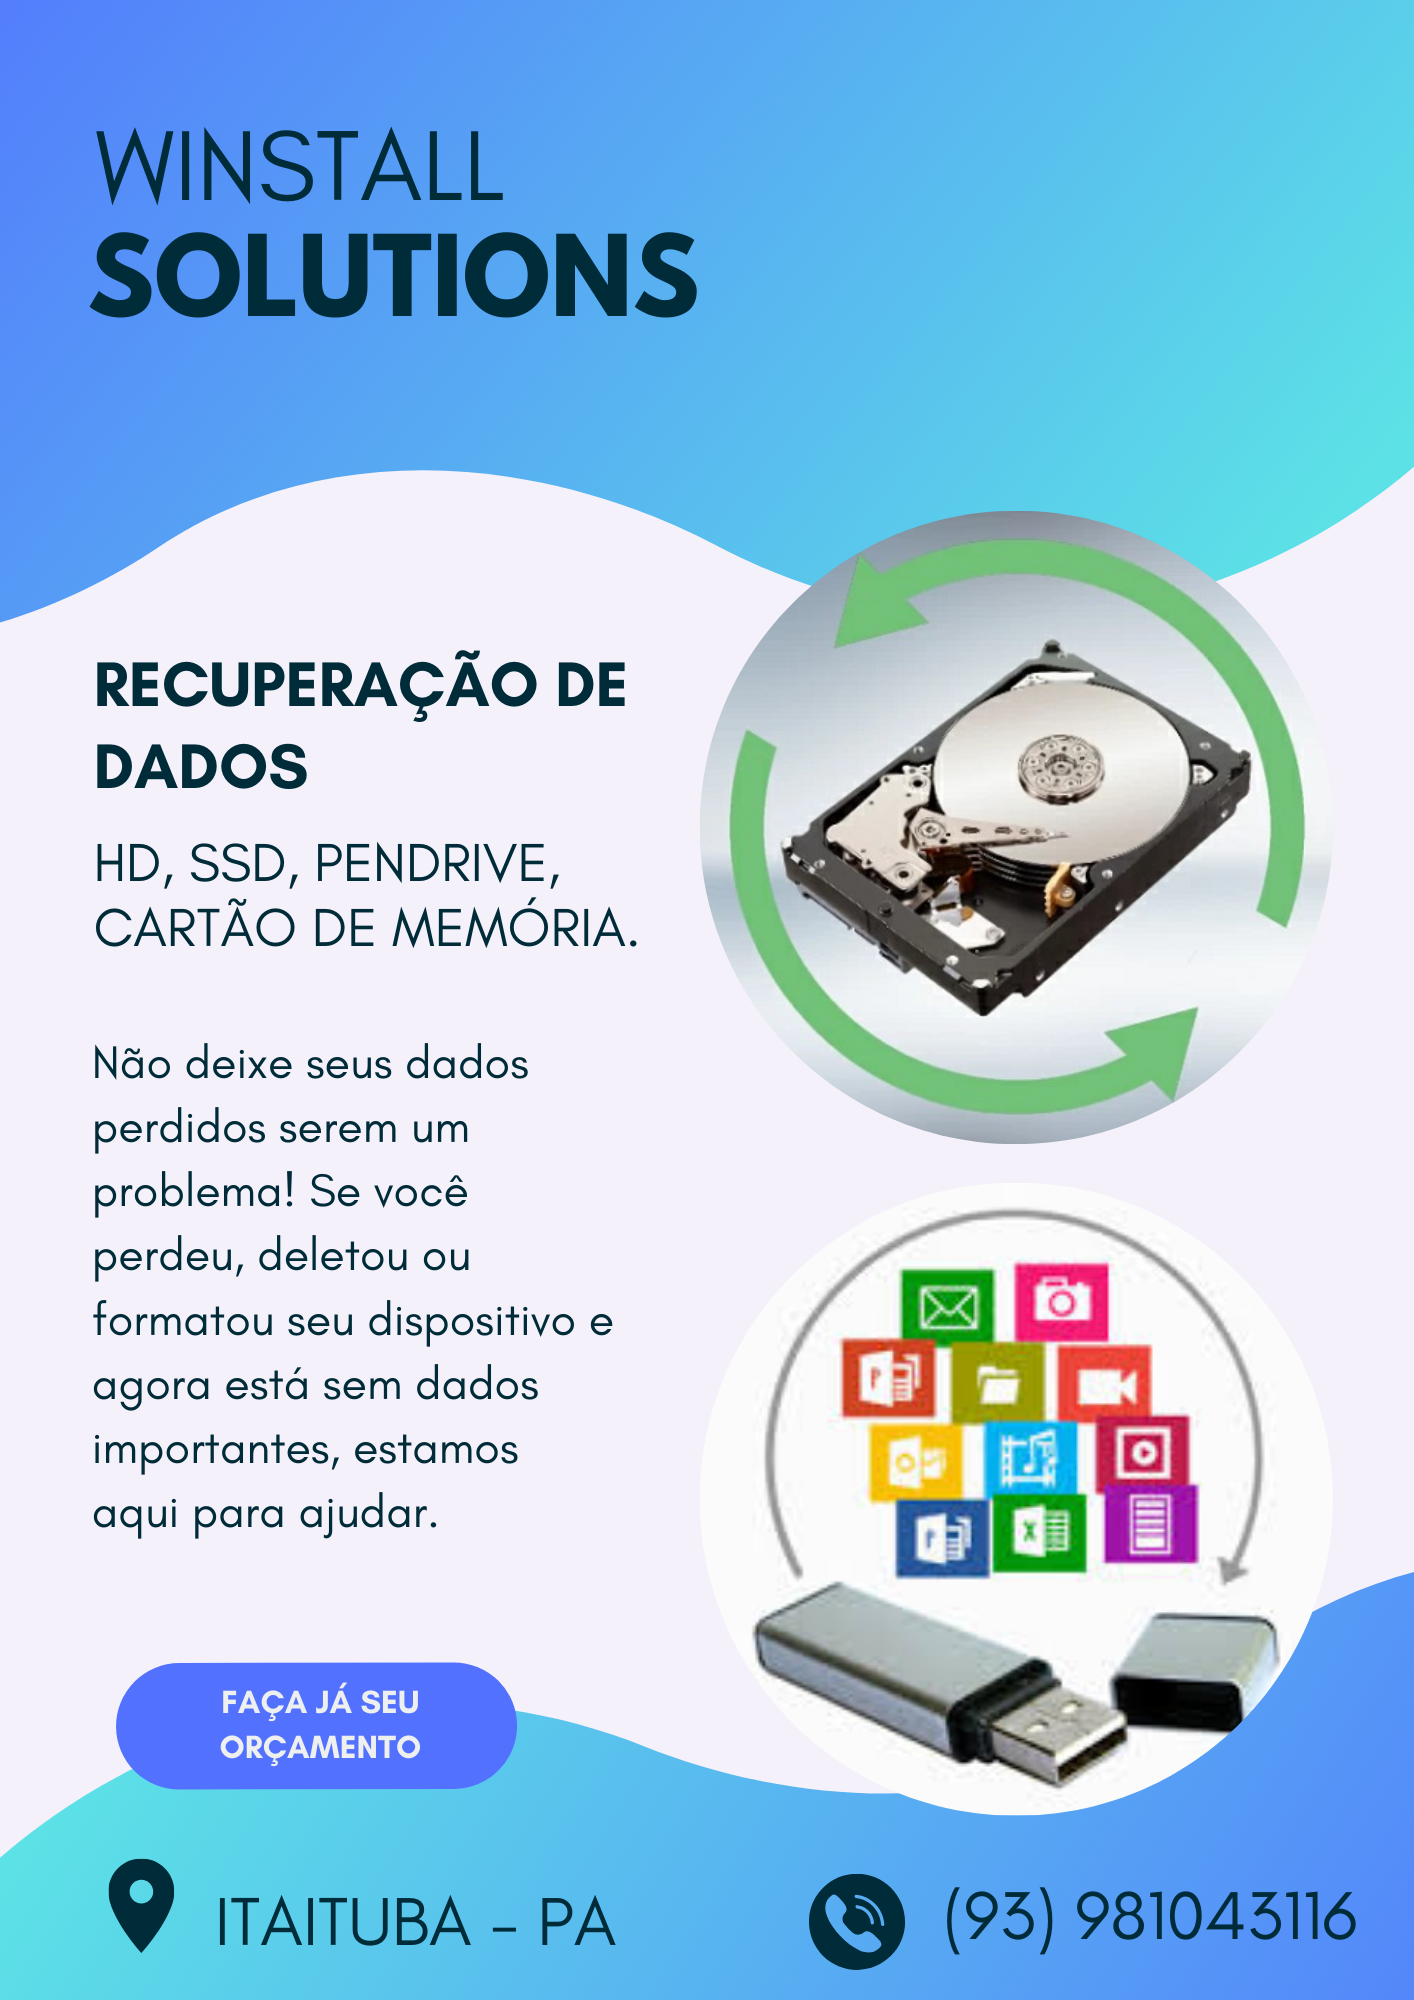 WINSTALL
SOLUTIONS
RECUPERAÇÃO DE
DADOS
HD, SSD, PENDRIVE,
CARTÃO DE MEMÓRIA.
Não deixe seus dados
perdidos serem um
problema! Se você
perdeu, deletou ou
formatou seu dispositivo e
agora está sem dados
importantes, estamos
aqui para ajudar.
FAÇA JÁ SEU
ORÇAMENTO
ITAITUBA - PA
(93) 981043116